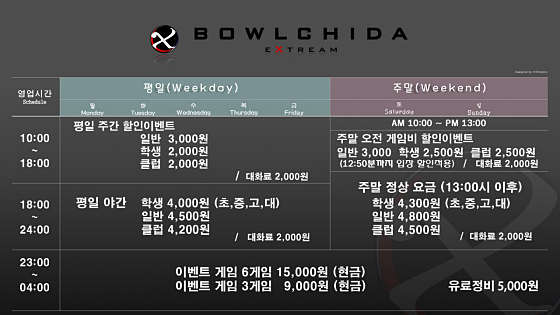 BOWLCHIDA
EXTREAM
영업시간
Schedule
평일(Weekday)
주말(Weekend)
월 화 수 목 금 토 일
Monday Tuesday Wednesday Thursday Friday Saturday Sunday
10:00
~
18:00
평일 주간 할인이벤트
일반 3,000원
학생 2,000원
클럽 2,000원
/ 대화료 2,000원
AM 10:00 ~ PM 13:00
주말 오전 게임비 할인이벤트
일반 3,000 학생 2,500원 클럽 2,500원
(12:50분까지 입장 할인적용) / 대화료 2,000원
18:00
~
24:00
평일 야간 학생 4,000원 (초,중,고,대)
일반 4,500원
클럽 4,200원
/ 대화료 2,000원
주말 정상 요금 (13:00시 이후)
학생 4,300원 (초,중,고,대)
일반 4,800원
클럽 4,500원
/ 대화료 2,000원
23:00
~
04:00
이벤트 게임 6게임 15,000원 (현금)
이벤트 게임 3게임 9,000원 (현금)
유료정비 5,000원